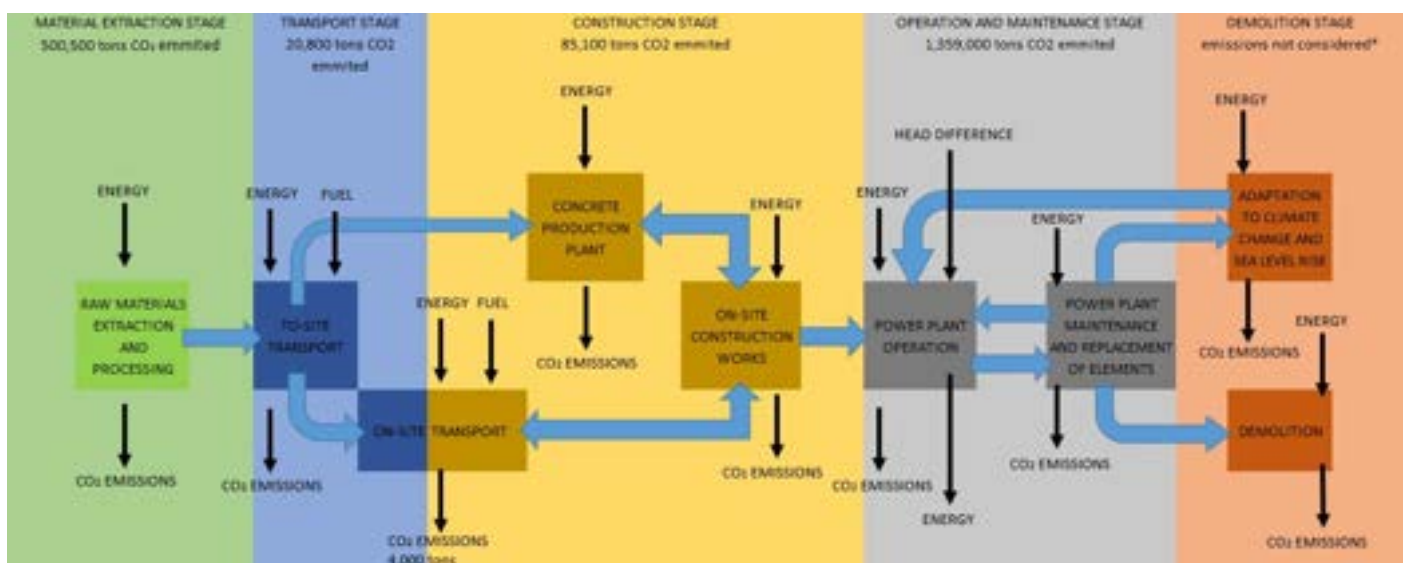 MATERIAL EXTRACTION STAGE
500,500 tons CO₂ emmited
TRANSPORT STAGE
20,800 tons CO2
emmited
CONSTRUCTION STAGE
85,100 tons CO2 emmited
OPERATION AND MAINTENANCE STAGE
1,359,000 tons CO2 emmited
DEMOLITION STAGE
emissions not considered*
ENERGY
RAW MATERIALS
EXTRACTION
AND
PROCESSING
CO₂ EMISSIONS
ENERGY
FUEL
TO-SITE
TRANSPORT
CO₂ EMISSIONS
ENERGY
CONCRETE
PRODUCTION
PLANT
CO₂ EMISSIONS
ENERGY
FUEL
ON-SITE TRANSPORT
CO₂ EMISSIONS
4,000 tons
ENERGY
ON-SITE
CONSTRUCTION
WORKS
CO₂ EMISSIONS
ENERGY
HEAD DIFFERENCE
POWER PLANT
OPERATION
CO₂ EMISSIONS
ENERGY
ENERGY
POWER PLANT
MAINTENANCE
AND REPLACEMENT
OF ELEMENTS
CO₂ EMISSIONS
ENERGY
ADAPTATION
TO CLIMATE
CHANGE AND
SEA LEVEL RISE
CO₂ EMISSIONS
ENERGY
DEMOLITION
CO₂ EMISSIONS